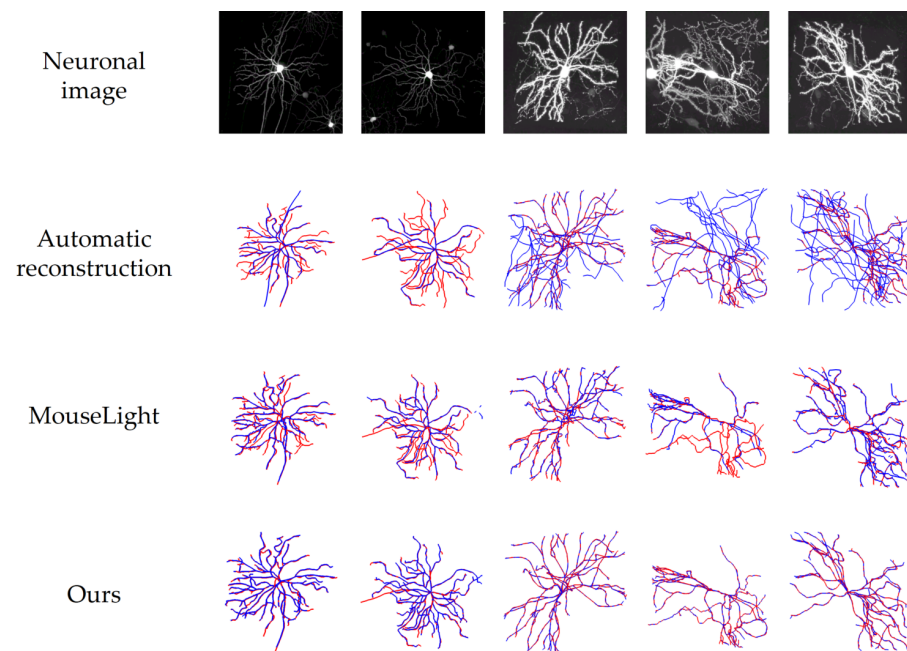 Neuronal
image
Automatic
reconstruction
MouseLight
Ours